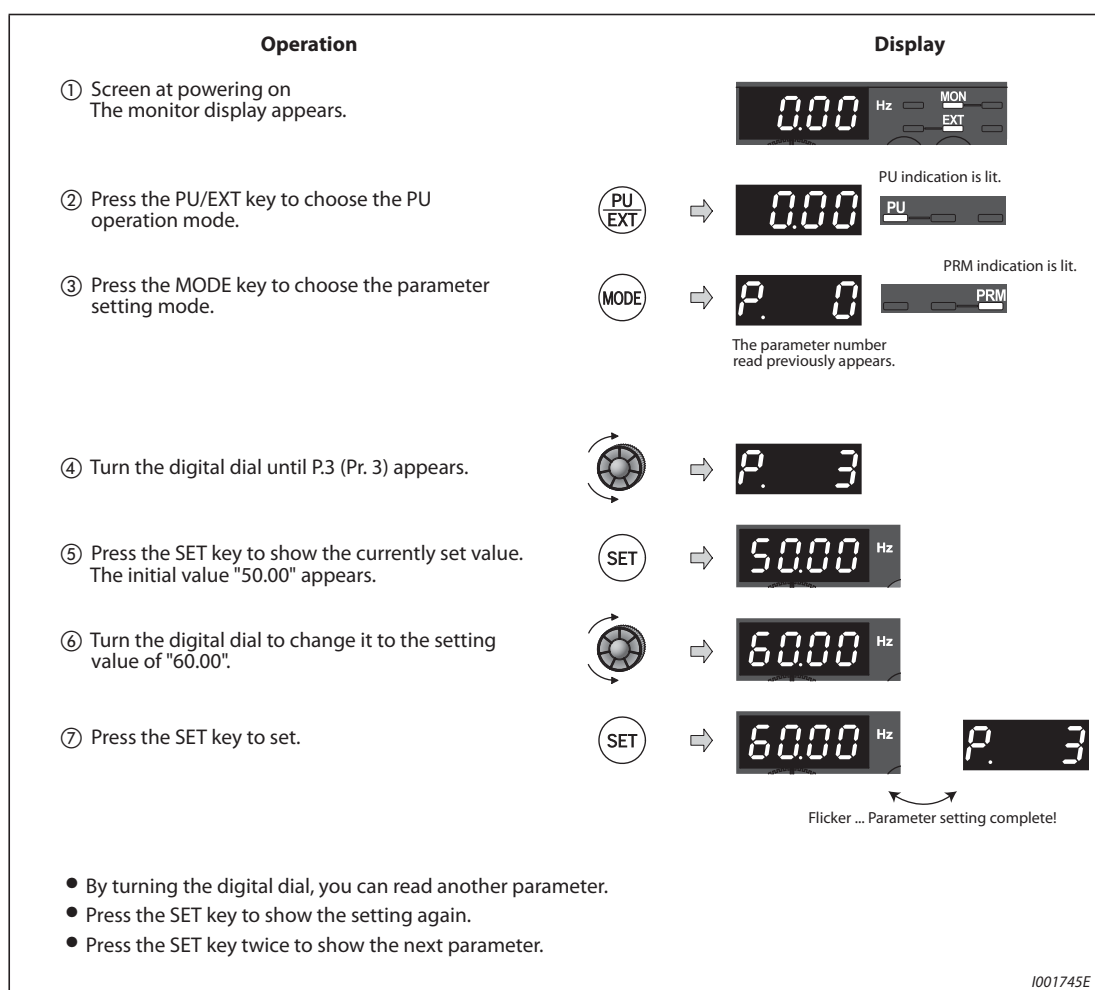 Operation
Display
① Screen at powering on
The monitor display appears.
0.00 Hz MON
EXT
② Press the PU/EXT key to choose the PU
operation mode.
PU
EXT
0.00
PU indication is lit.
PU
③ Press the MODE key to choose the parameter
setting mode.
MODE
P. 0
PRM indication is lit.
PRM
The parameter number
read previously appears.
④ Turn the digital dial until P.3 (Pr. 3) appears.
P. 3
⑤ Press the SET key to show the currently set value.
The initial value "50.00" appears.
SET
50.00 Hz
⑥ Turn the digital dial to change it to the setting
value of "60.00".
60.00 Hz
⑦ Press the SET key to set.
SET
60.00 Hz
P. 3
Flicker ... Parameter setting complete!
● By turning the digital dial, you can read another parameter.
● Press the SET key to show the setting again.
● Press the SET key twice to show the next parameter.
I001745E